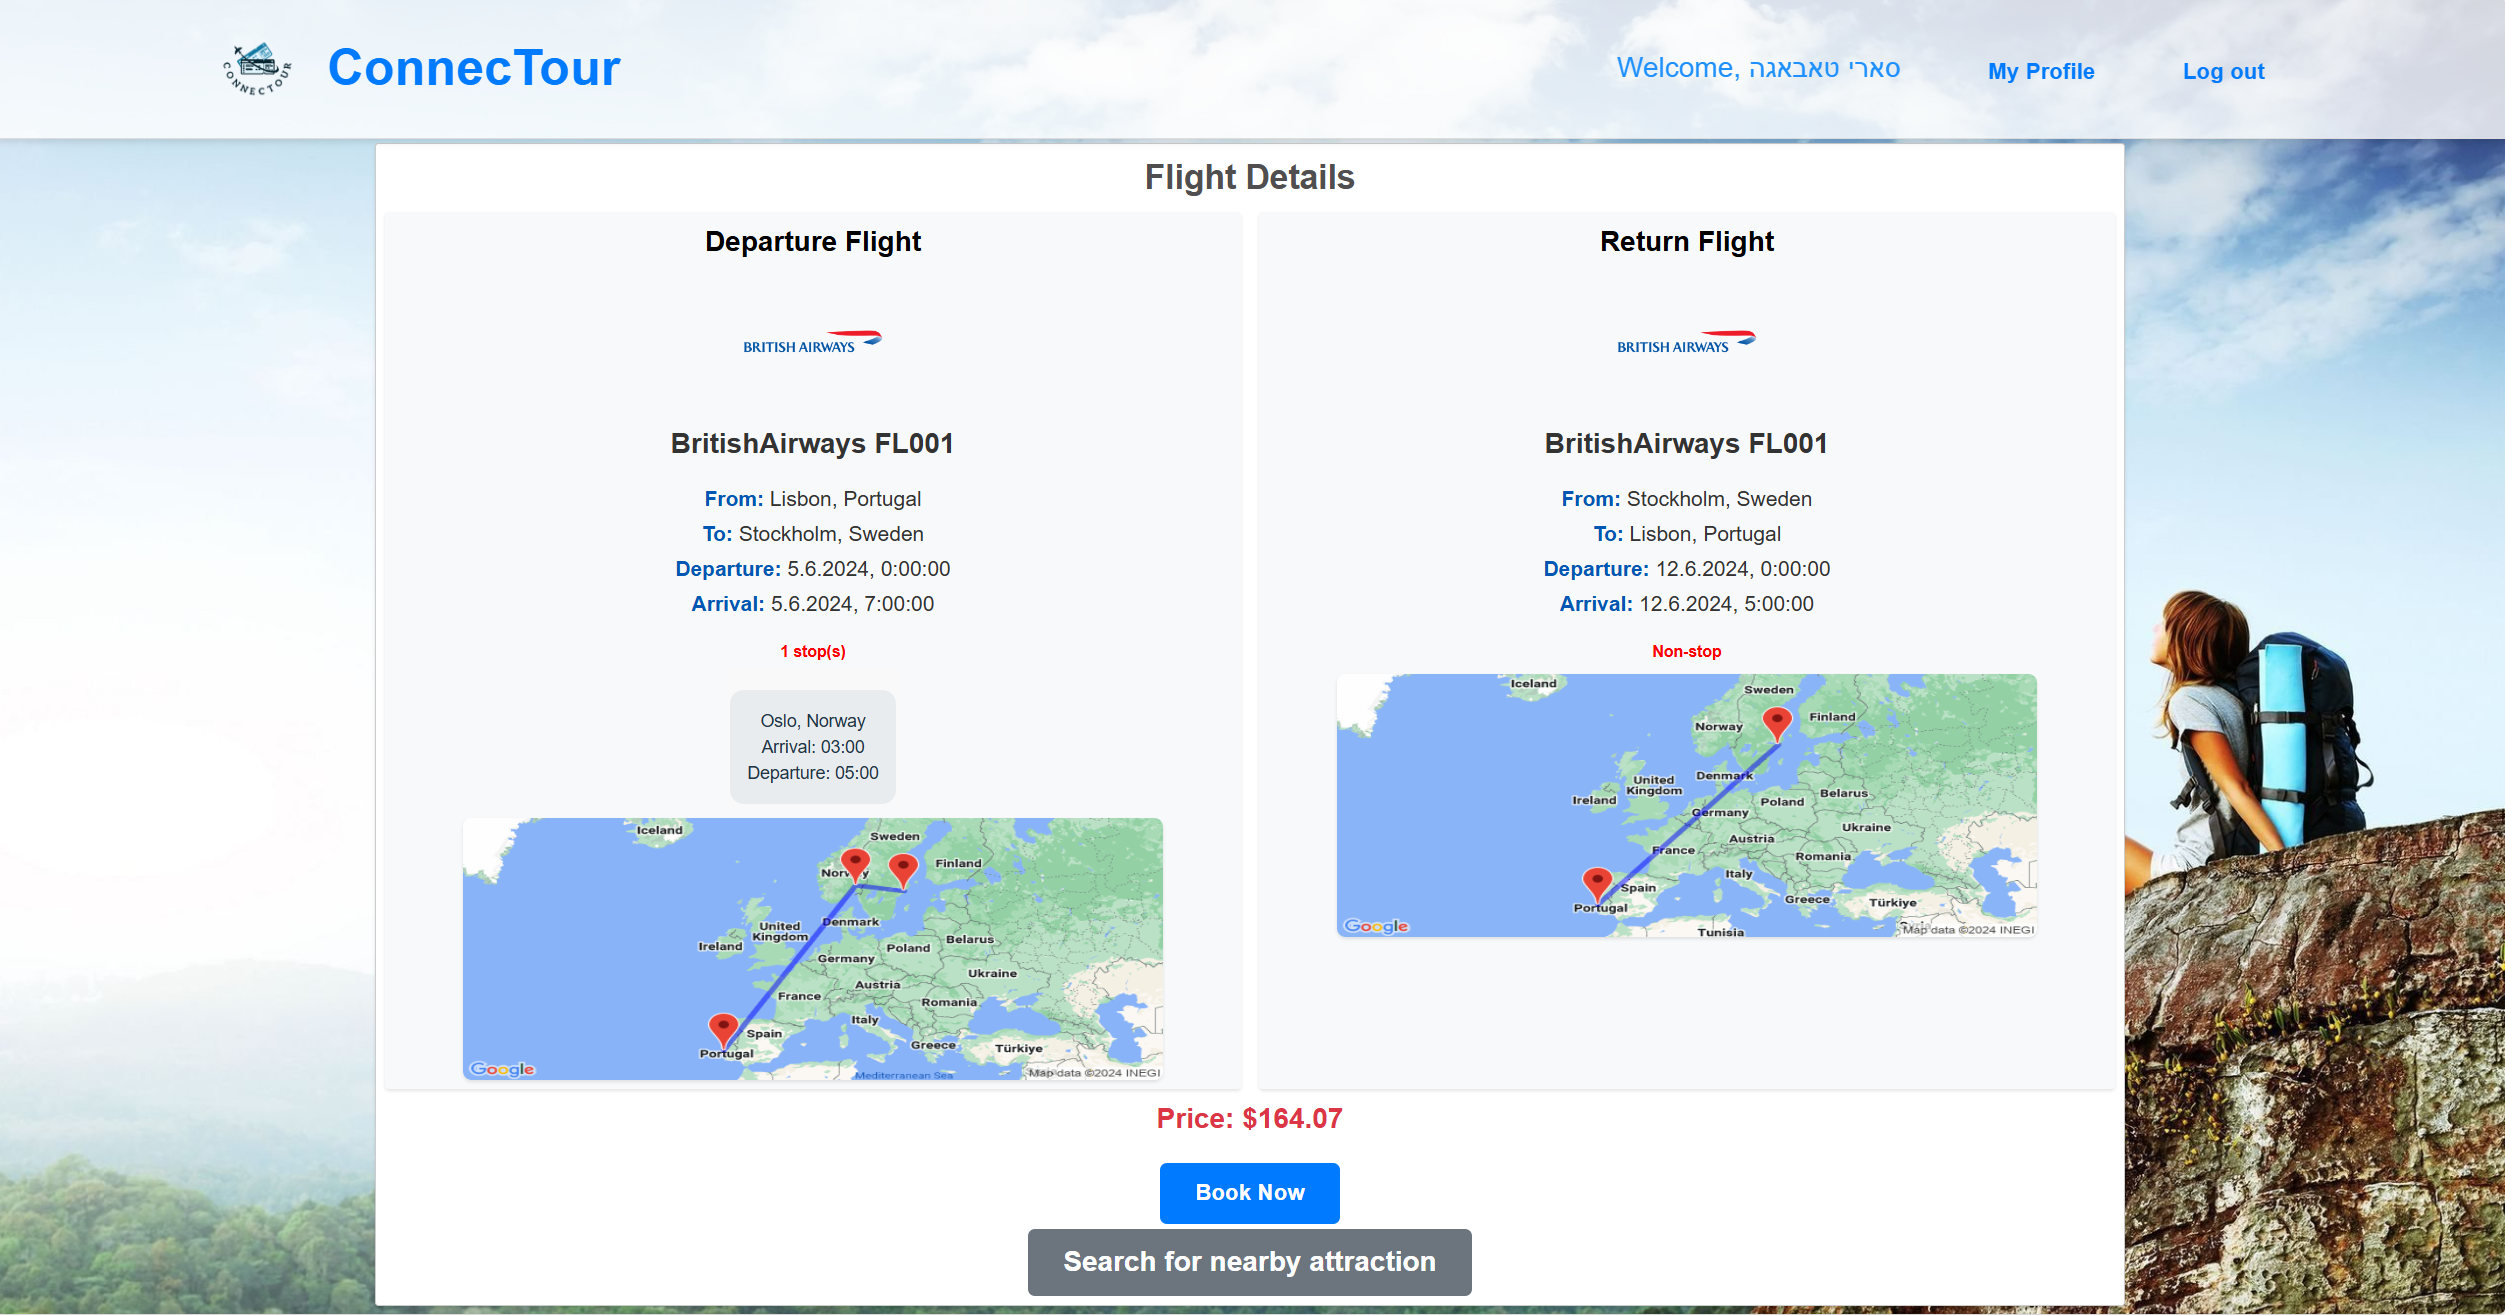 CONNECTOUR
ConnecTour
Welcome, סארי טאבאגה
My Profile
Log out
Flight Details
Departure Flight
BRITISH AIRWAYS
BritishAirways FL001
From: Lisbon, Portugal
To: Stockholm, Sweden
Departure: 5.6.2024, 0:00:00
Arrival: 5.6.2024, 7:00:00
1 stop(s)
Oslo, Norway
Arrival: 03:00
Departure: 05:00
Iceland
Sweden
Finland
Norway
United Kingdom
Denmark
Ireland
Poland
Belarus
Germany
Ukraine
Austria
France
Romania
Italy
Spain
Greece
Türkiye
Portugal
Mediterranean Sea
Google
Map data ©2024 INEGI
Return Flight
BRITISH AIRWAYS
BritishAirways FL001
From: Stockholm, Sweden
To: Lisbon, Portugal
Departure: 12.6.2024, 0:00:00
Arrival: 12.6.2024, 5:00:00
Non-stop
Iceland
Sweden
Finland
Norway
United Kingdom
Denmark
Ireland
Poland
Belarus
Germany
Ukraine
Austria
France
Romania
Italy
Spain
Greece
Türkiye
Portugal
Tunisia
Google
Map data ©2024 INEGI
Price: $164.07
Book Now
Search for nearby attraction